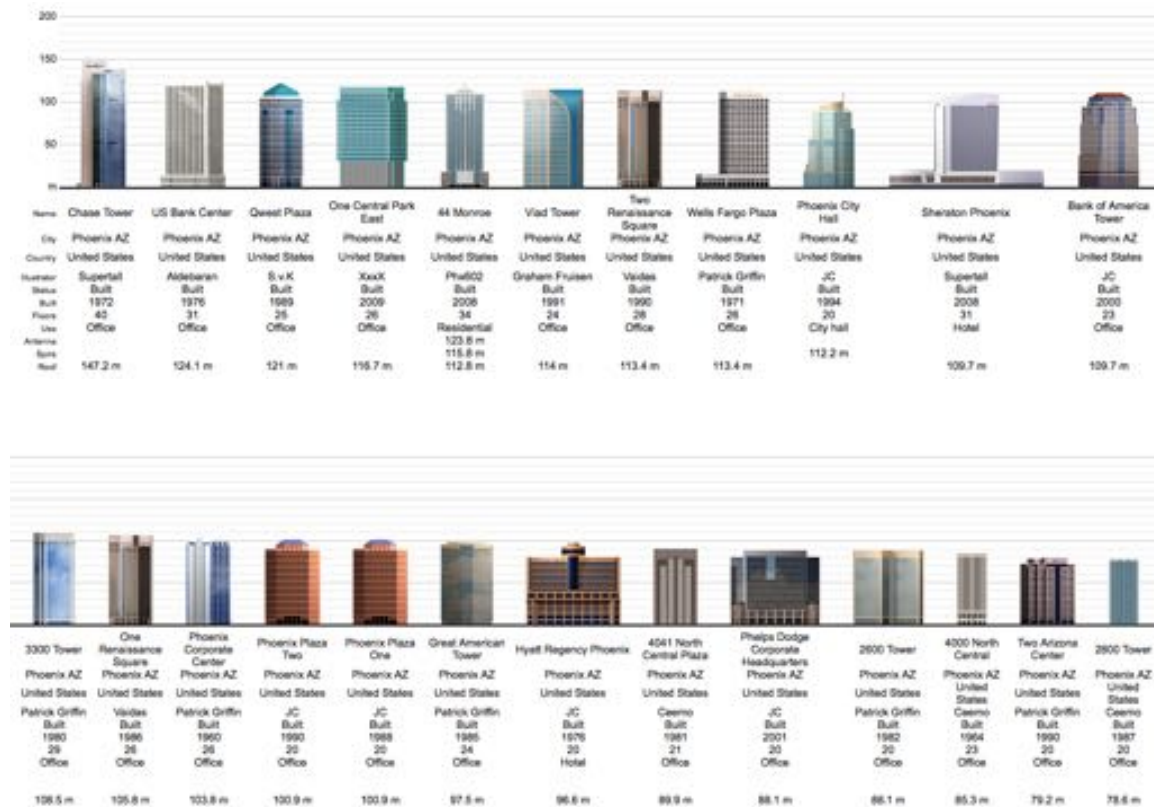 200
150
100
50
m
Name Chase Tower US Bank Center Qwest Plaza One Central Park East 44 Monroe Viad Tower Two Renaissance Square Wells Fargo Plaza Phoenix City Hall Sheraton Phoenix Bank of America Tower
City Phoenix AZ Phoenix AZ Phoenix AZ Phoenix AZ Phoenix AZ Phoenix AZ Phoenix AZ Phoenix AZ Phoenix AZ Phoenix AZ Phoenix AZ
Country United States United States United States United States United States United States United States United States United States United States United States
Illustrator Supertall Aldebaran S.v.K XxxX Phx602 Graham Fruisen Vaidas Patrick Griffin JC Supertall JC
Status Built Built Built Built Built Built Built Built Built Built Built
Built 1972 1976 1989 2009 2008 1991 1990 1971 1994 2008 2000
Floors 40 31 25 26 34 24 28 26 20 31 23
Use Office Office Office Office Residential Office Office Office City hall Hotel Office
Antenna 123.8 m
Spire 115.8 m 112.2 m
Roof 147.2 m 124.1 m 121 m 116.7 m 112.8 m 114 m 113.4 m 113.4 m 109.7 m 109.7 m
3300 Tower One Renaissance Square Phoenix Corporate Center Phoenix Plaza Two Phoenix Plaza One Great American Tower Hyatt Regency Phoenix 4041 North Central Plaza Phelps Dodge Corporate Headquarters 2600 Tower 4000 North Central Two Arizona Center 2800 Tower
Phoenix AZ Phoenix AZ Phoenix AZ Phoenix AZ Phoenix AZ Phoenix AZ Phoenix AZ Phoenix AZ Phoenix AZ Phoenix AZ Phoenix AZ Phoenix AZ Phoenix AZ
United States United States United States United States United States United States United States United States United States United States United States United States United States
Patrick Griffin Vaidas Patrick Griffin JC JC Patrick Griffin JC Ceemo JC Patrick Griffin Ceemo Patrick Griffin Ceemo
Built Built Built Built Built Built Built Built Built Built Built Built Built
1980 1986 1960 1990 1988 1985 1976 1981 2001 1982 1964 1990 1987
29 26 26 20 20 24 20 21 20 20 23 20 20
Office Office Office Office Office Office Hotel Office Office Office Office Office Office
108.5 m 105.8 m 103.8 m 100.9 m 100.9 m 97.5 m 96.6 m 89.9 m 88.1 m 88.1 m 85.3 m 79.2 m 78.6 m